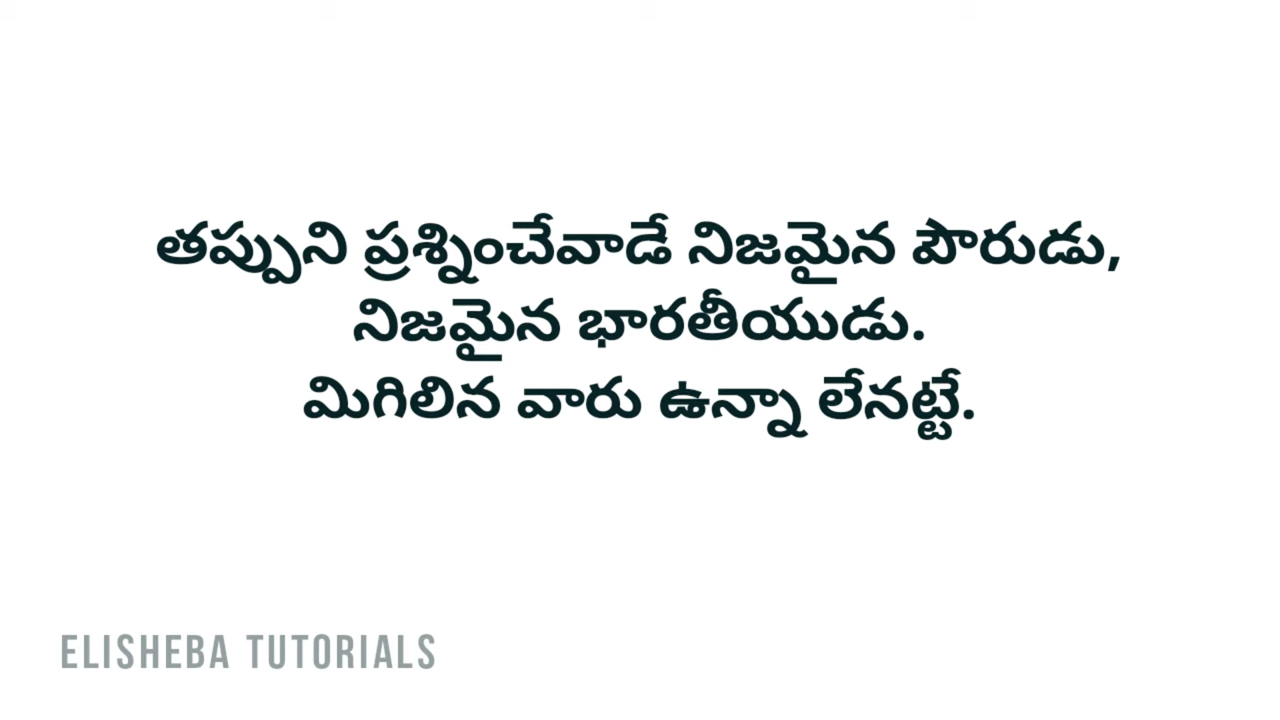 తప్పుని ప్రశ్నించేవాడే నిజమైన పౌరుడు,
నిజమైన భారతీయుడు.
మిగిలిన వారు ఉన్నా లేనట్టే.
ELISHEBA TUTORIALS